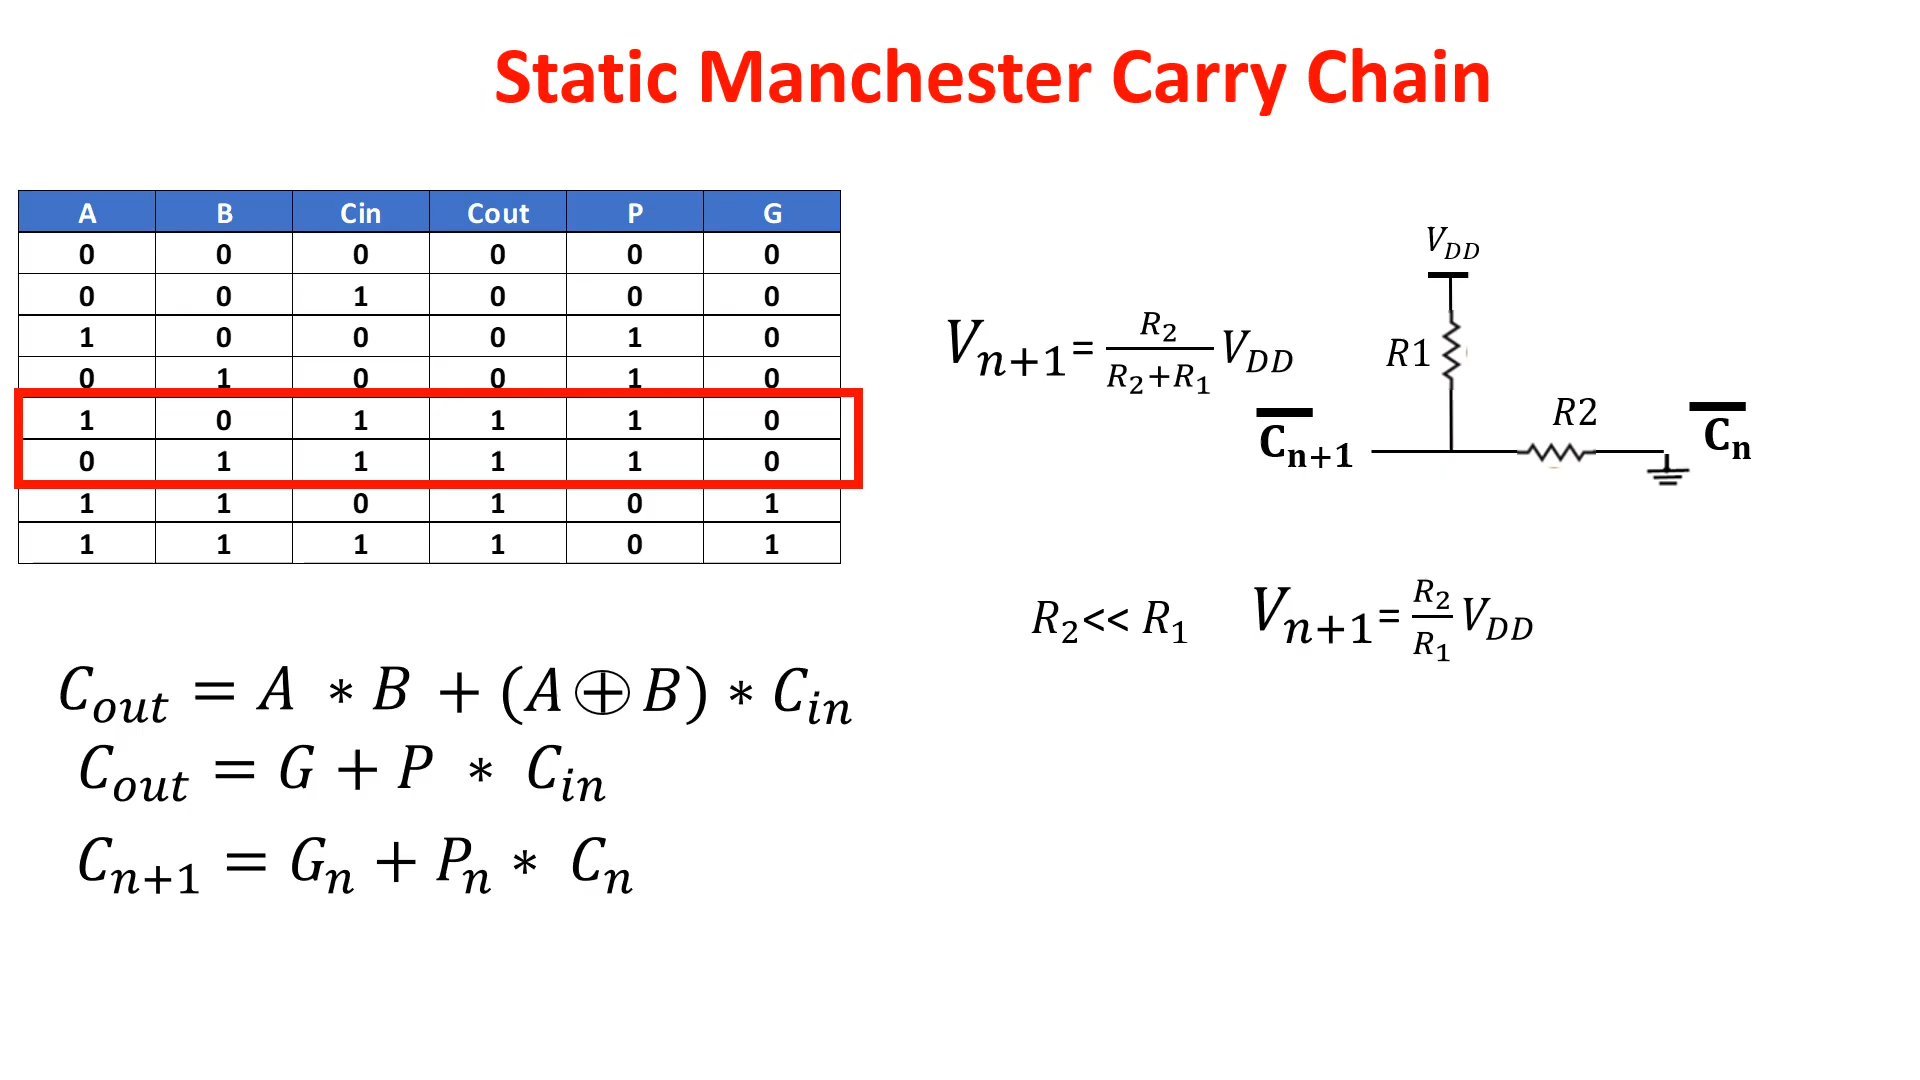 Static Manchester Carry Chain
A B Cin Cout P G
0 0 0 0 0 0
0 0 1 0 0 0
1 0 0 0 1 0
0 1 0 0 1 0
1 0 1 1 1 0
0 1 1 1 1 0
1 1 0 1 0 1
1 1 1 1 0 1
C_{out} = A * B + (A ⊕ B) * C_{in}
C_{out} = G + P * C_{in}
C_{n+1} = G_n + P_n * C_n
V_{n+1} = \frac{R_2}{R_2+R_1} V_{DD}
V_{DD}
R1
R2
\overline{C_{n+1}}
\overline{C_n}
R_2 << R_1 V_{n+1} = \frac{R_2}{R_1} V_{DD}